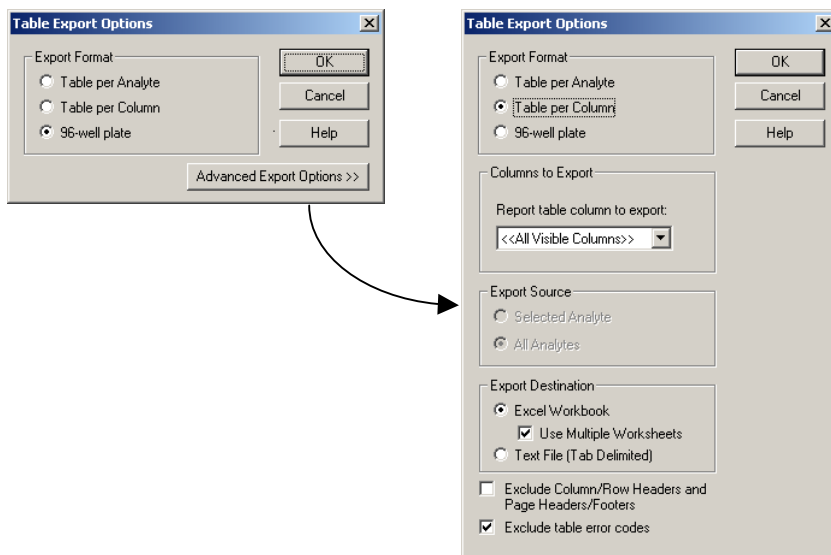 Table Export Options
Export Format
Table per Analyte
Table per Column
96-well plate
OK
Cancel
Help
Advanced Export Options >>
Table Export Options
Export Format
Table per Analyte
Table per Column
96-well plate
OK
Cancel
Help
Columns to Export
Report table column to export:
<<All Visible Columns>>
Export Source
Selected Analyte
All Analytes
Export Destination
Excel Workbook
Use Multiple Worksheets
Text File (Tab Delimited)
Exclude Column/Row Headers and
Page Headers/Footers
Exclude table error codes